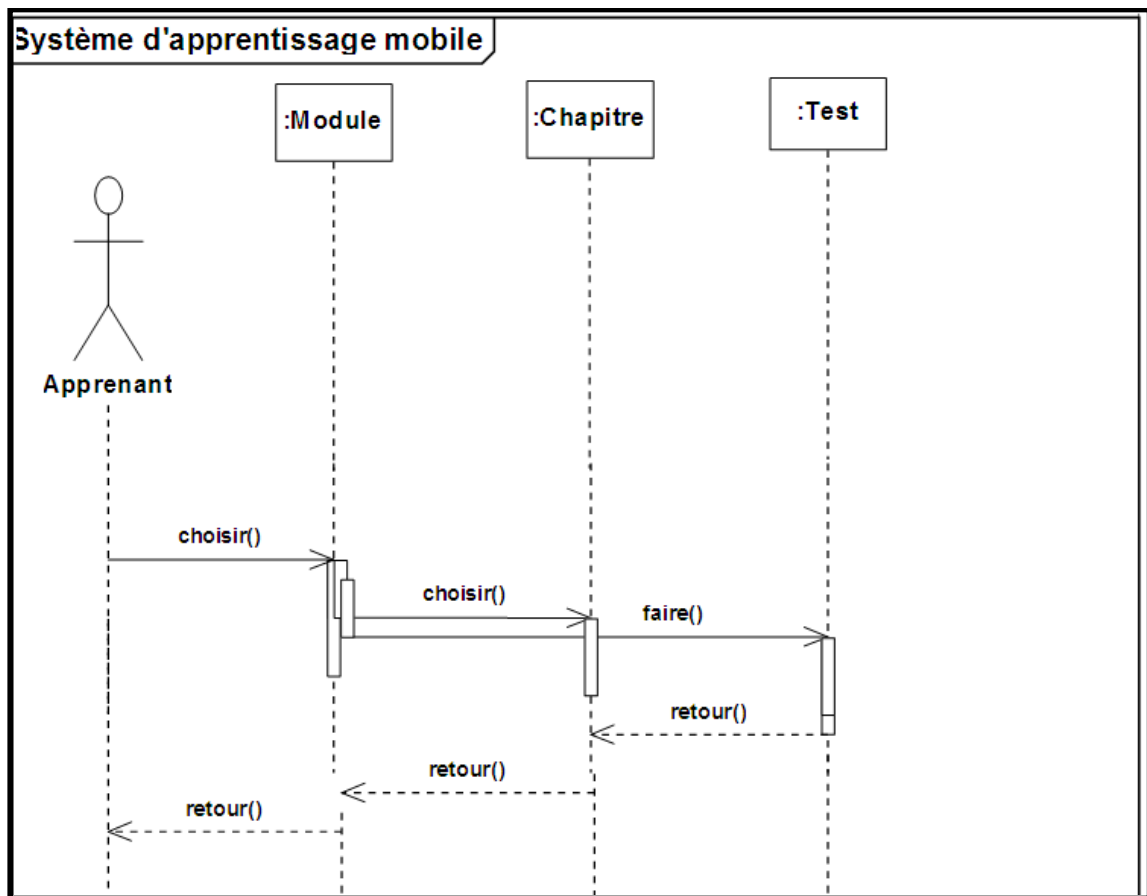 Système d'apprentissage mobile
:Module
:Chapitre
:Test
Apprenant
choisir()
choisir()
faire()
retour()
retour()
retour()